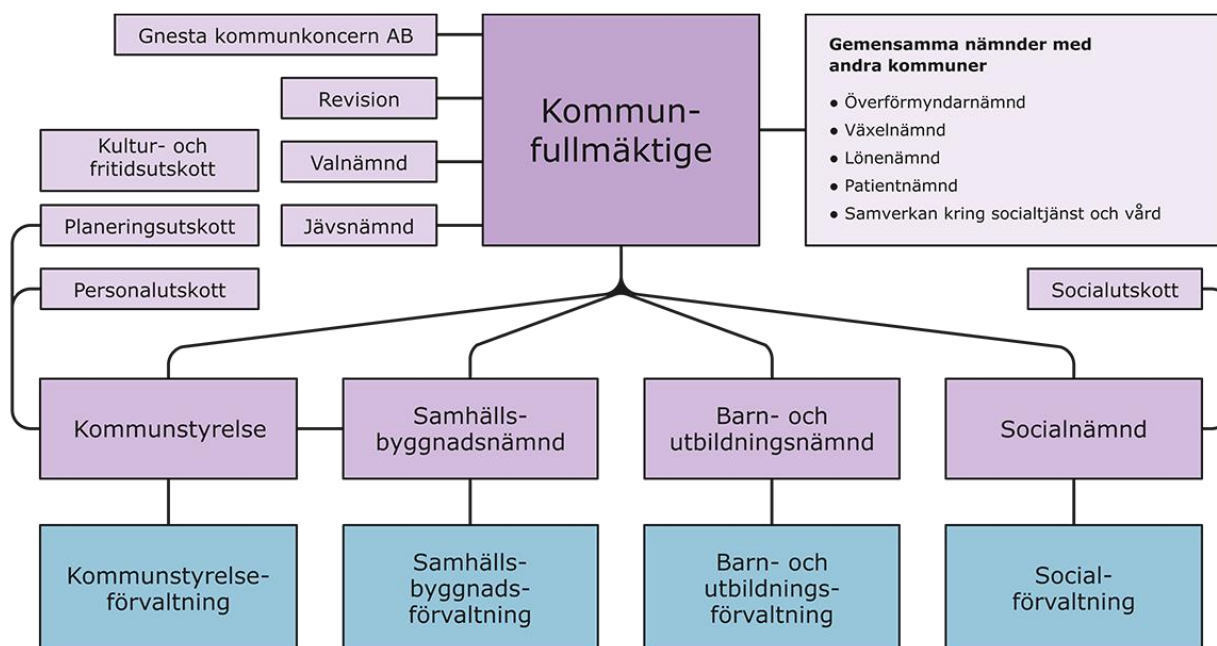 Gnesta kommunkoncern AB
Revision
Valnämnd
Jävsnämnd
Kultur- och
fritidsutskott
Planeringsutskott
Personalutskott
Kommun-
fullmäktige
Gemensamma nämnder med
andra kommuner
● Överförmyndarnämnd
● Växelnämnd
● Lönenämnd
● Patientnämnd
● Samverkan kring socialtjänst och vård
Socialutskott
Kommunstyrelse
Samhälls-
byggnadsnämnd
Barn- och
utbildningsnämnd
Socialnämnd
Kommunstyrelse-
förvaltning
Samhälls-
byggnads-
förvaltning
Barn- och
utbildnings-
förvaltning
Social-
förvaltning